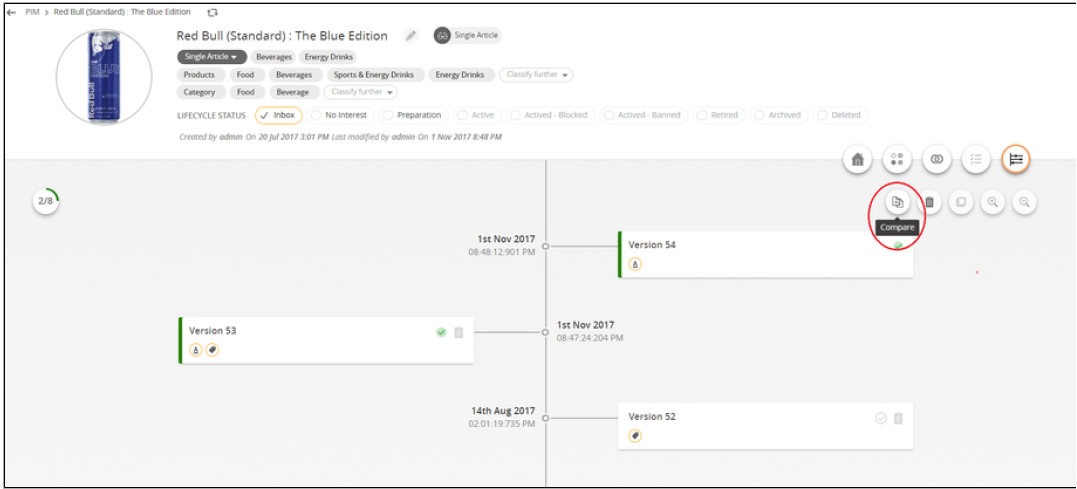 PIM > Red Bull (Standard) : The Blue Edition
Red Bull (Standard) : The Blue Edition Single Article
Single Article Beverages Energy Drinks
Products Food Beverages Sports & Energy Drinks Energy Drinks Classify further
Category Food Beverage Classify further
LIFECYCLE STATUS Inbox No Interest Preparation Active Actived - Blocked Actived - Banned Retired Archived Deleted
Created by admin On 20 Jul 2017 3:01 PM Last modified by admin On 1 Nov 2017 8:48 PM
Red Bull
2/8
Compare
1st Nov 2017
08:48:12:901 PM
Version 54
Version 53
1st Nov 2017
08:47:24:204 PM
14th Aug 2017
02:01:19:735 PM
Version 52